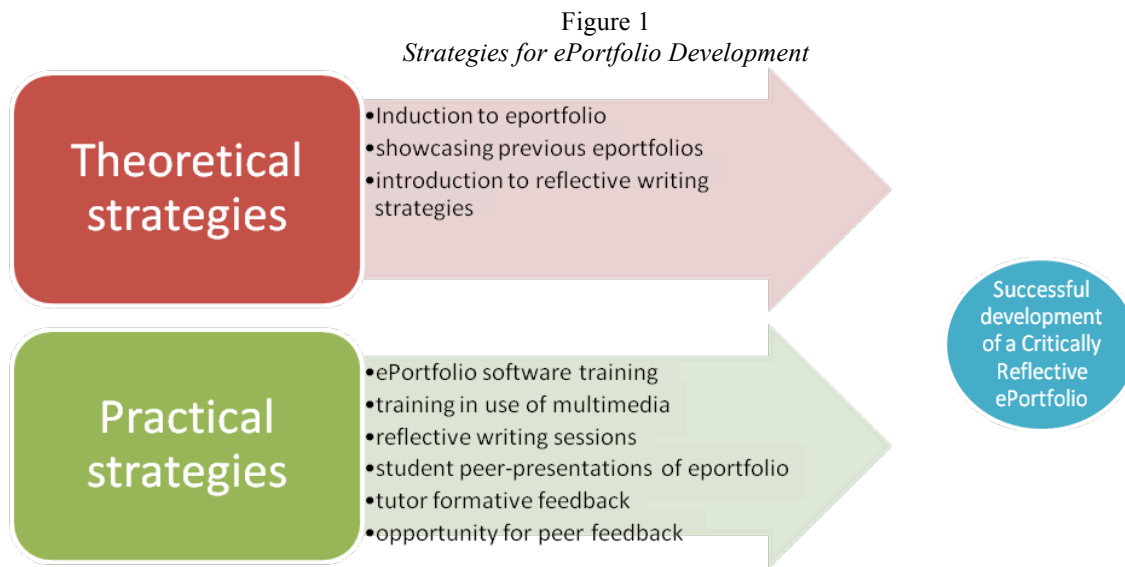 Figure 1
Strategies for ePortfolio Development
Theoretical
strategies
•Induction to eportfolio
•showcasing previous eportfolios
•introduction to reflective writing
strategies
Practical
strategies
•ePortfolio software training
•training in use of multimedia
•reflective writing sessions
•student peer-presentations of eportfolio
•tutor formative feedback
•opportunity for peer feedback
Successful
development
of a Critically
Reflective
ePortfolio